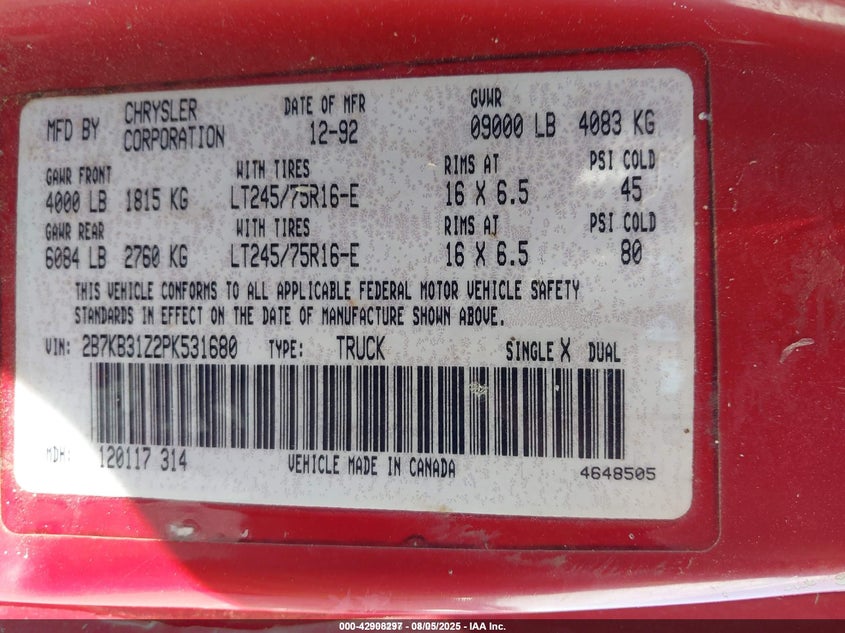 MFD BY CHRYSLER CORPORATION DATE OF MFR 12-92 GVWR 09000 LB 4083 KG
GAWR FRONT WITH TIRES RIMS AT PSI COLD
4000 LB 1815 KG LT245/75R16-E 16 X 6.5 45
GAWR REAR WITH TIRES RIMS AT PSI COLD
6084 LB 2760 KG LT245/75R16-E 16 X 6.5 80
THIS VEHICLE CONFORMS TO ALL APPLICABLE FEDERAL MOTOR VEHICLE SAFETY
STANDARDS IN EFFECT ON THE DATE OF MANUFACTURE SHOWN ABOVE.
VIN: 2B7KB31Z2PK531680 TYPE: TRUCK SINGLE X DUAL
MDH: 120117 314 VEHICLE MADE IN CANADA 4648505
000-42908297 - 08/05/2025 - IAA Inc.